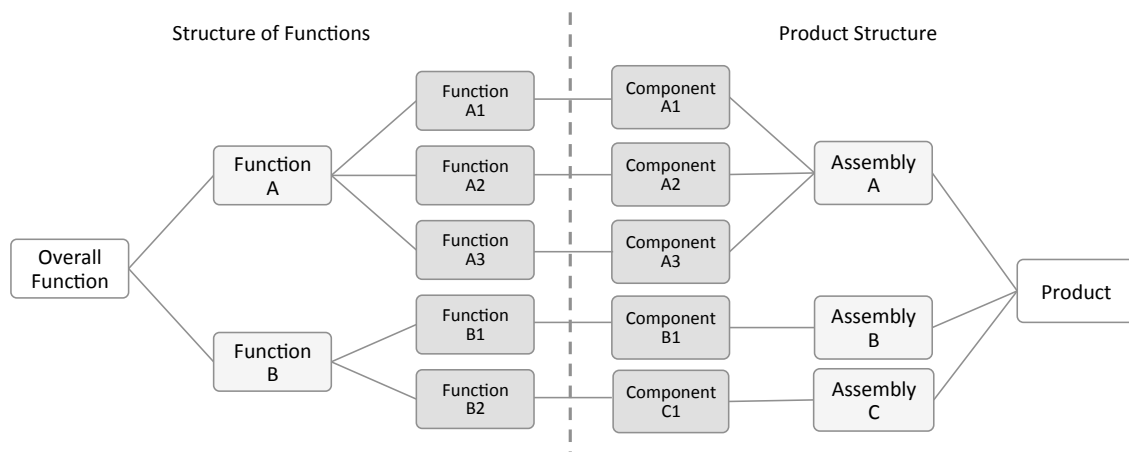 Structure of Functions
Product Structure
Function
A1
Component
A1
Function
A
Function
A2
Component
A2
Assembly
A
Function
A3
Component
A3
Overall
Function
Product
Function
B1
Component
B1
Assembly
B
Function
B
Function
B2
Component
C1
Assembly
C